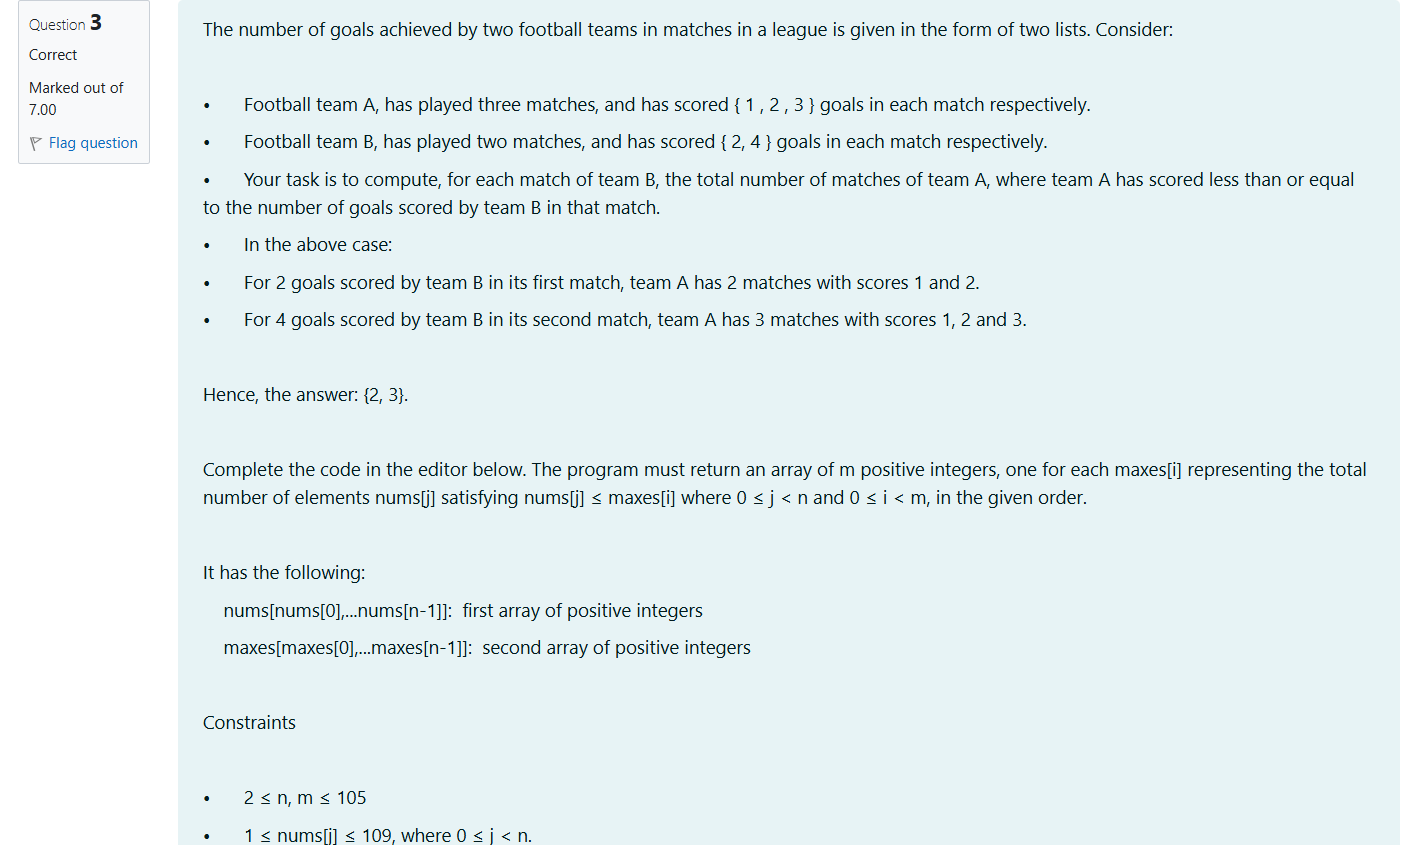 Question 3
Correct
Marked out of
7.00
Flag question
The number of goals achieved by two football teams in matches in a league is given in the form of two lists. Consider:
• Football team A, has played three matches, and has scored { 1 , 2 , 3 } goals in each match respectively.
• Football team B, has played two matches, and has scored { 2, 4 } goals in each match respectively.
• Your task is to compute, for each match of team B, the total number of matches of team A, where team A has scored less than or equal
to the number of goals scored by team B in that match.
• In the above case:
• For 2 goals scored by team B in its first match, team A has 2 matches with scores 1 and 2.
• For 4 goals scored by team B in its second match, team A has 3 matches with scores 1, 2 and 3.
Hence, the answer: {2, 3}.
Complete the code in the editor below. The program must return an array of m positive integers, one for each maxes[i] representing the total
number of elements nums[j] satisfying nums[j] ≤ maxes[i] where 0 ≤ j < n and 0 ≤ i < m, in the given order.
It has the following:
nums[nums[0],...nums[n-1]]: first array of positive integers
maxes[maxes[0],...maxes[n-1]]: second array of positive integers
Constraints
• 2 ≤ n, m ≤ 105
• 1 ≤ nums[j] ≤ 109, where 0 ≤ j < n.